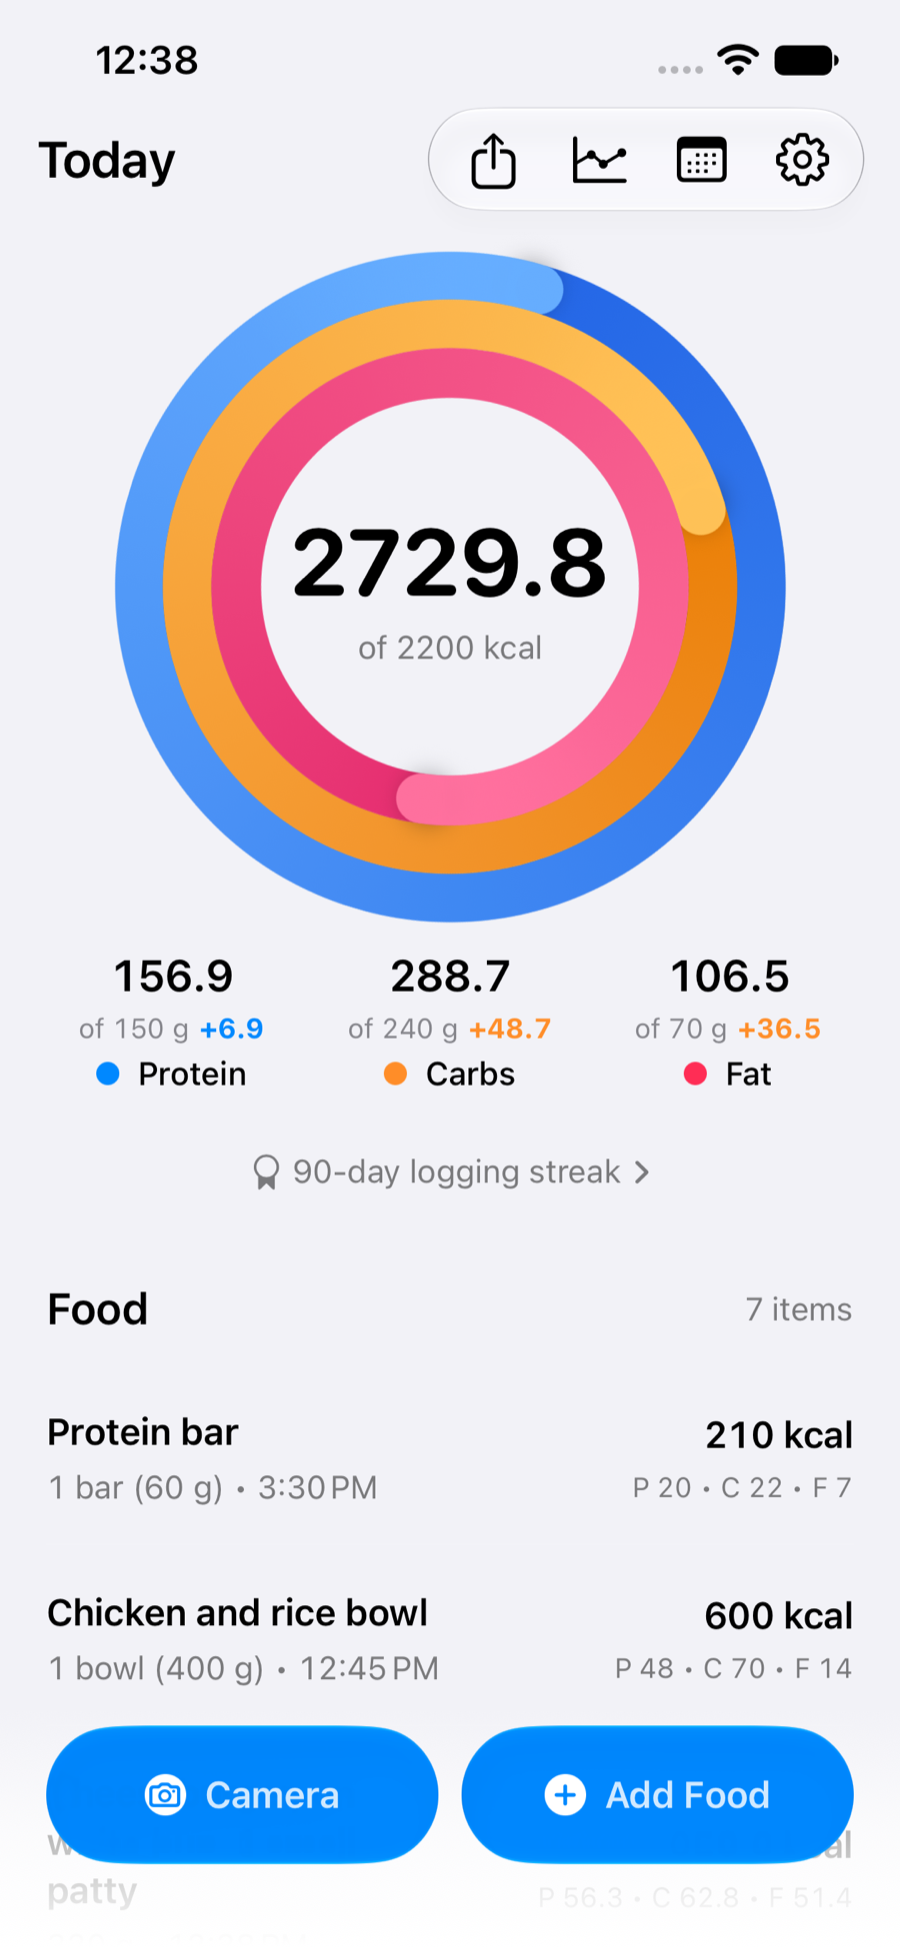 12:38
Today
2729.8
of 2200 kcal
156.9
of 150 g +6.9
Protein
288.7
of 240 g +48.7
Carbs
106.5
of 70 g +36.5
Fat
90-day logging streak
Food
7 items
Protein bar
210 kcal
1 bar (60 g) • 3:30 PM
P 20 • C 22 • F 7
Chicken and rice bowl
600 kcal
1 bowl (400 g) • 12:45 PM
P 48 • C 70 • F 14
Camera
Add Food
patty
P 56.3 • C 62.8 • F 51.4